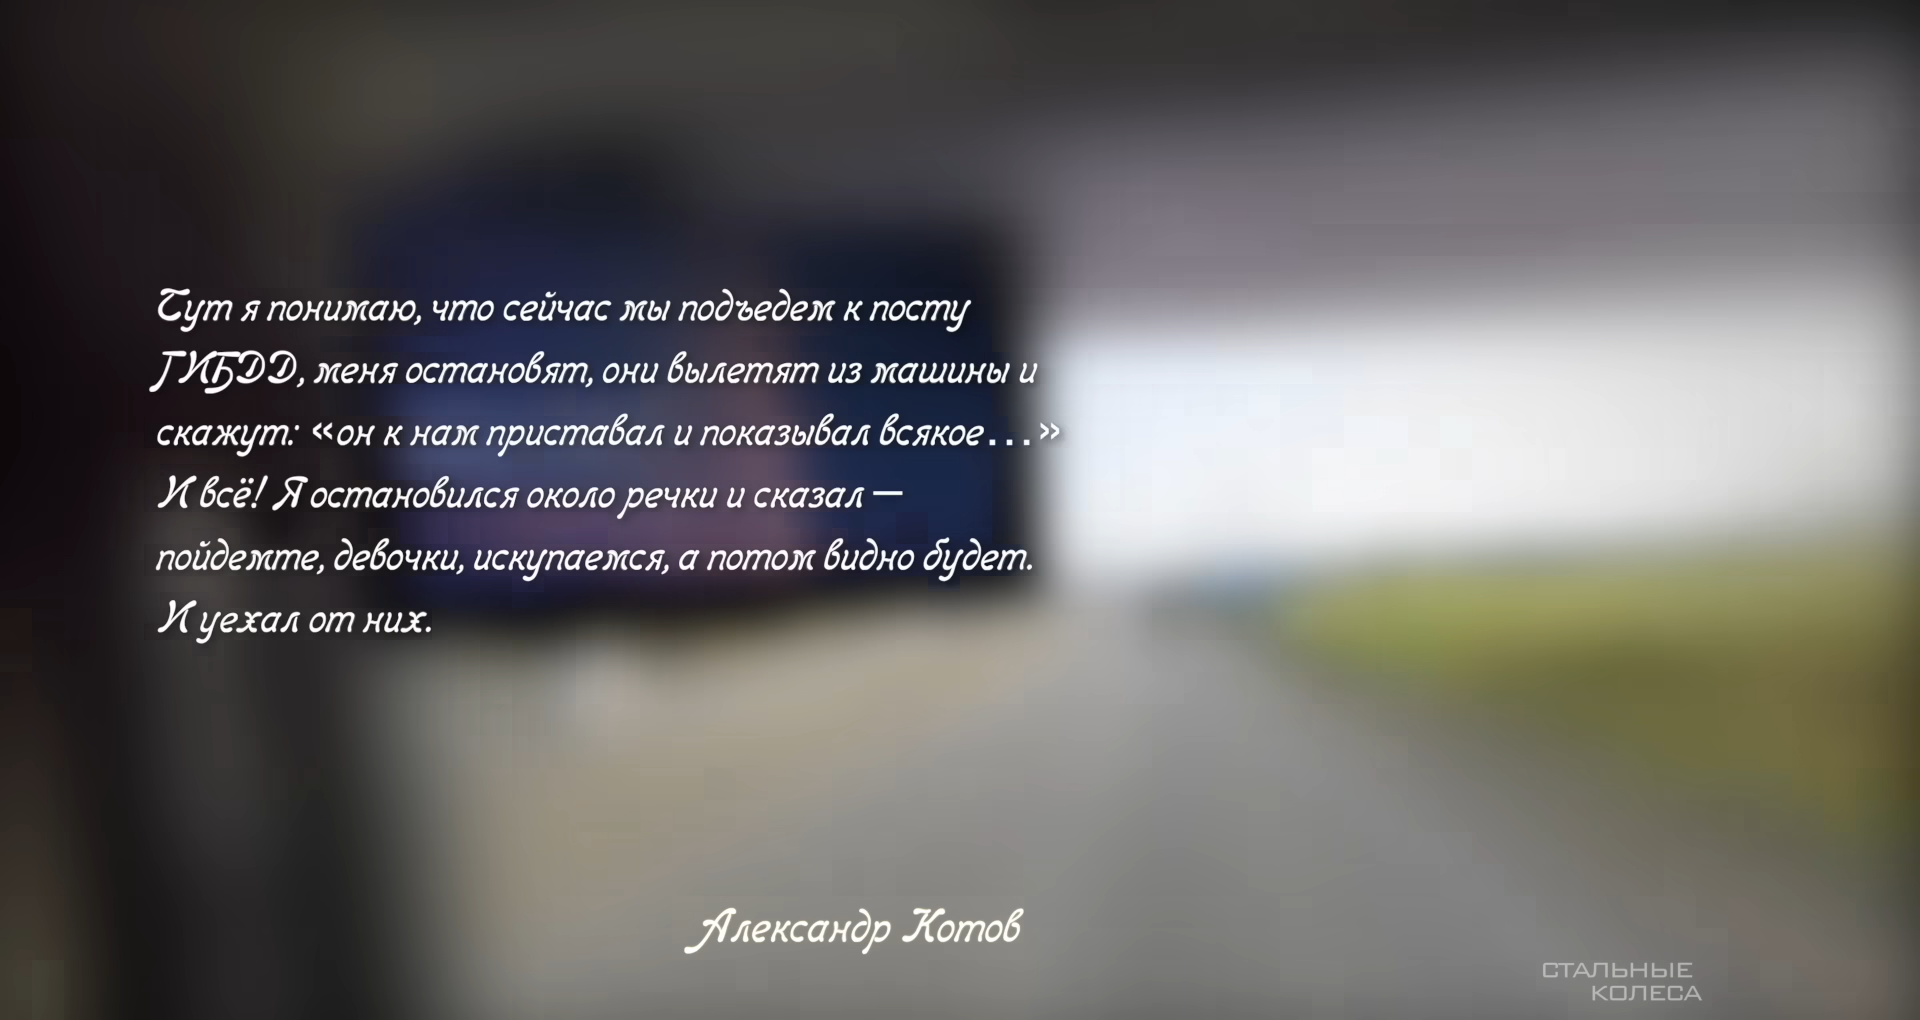 Тут я понимаю, что сейчас мы подъедем к посту
ГИБДД, меня остановят, они вылетят из машины и
скажут: «он к нам приставал и показывал всякое...»
И всё! Я остановился около речки и сказал —
пойдемте, девочки, искупаемся, а потом видно будет.
И уехал от них.
Александр Котов
СТАЛЬНЫЕ
КОЛЕСА